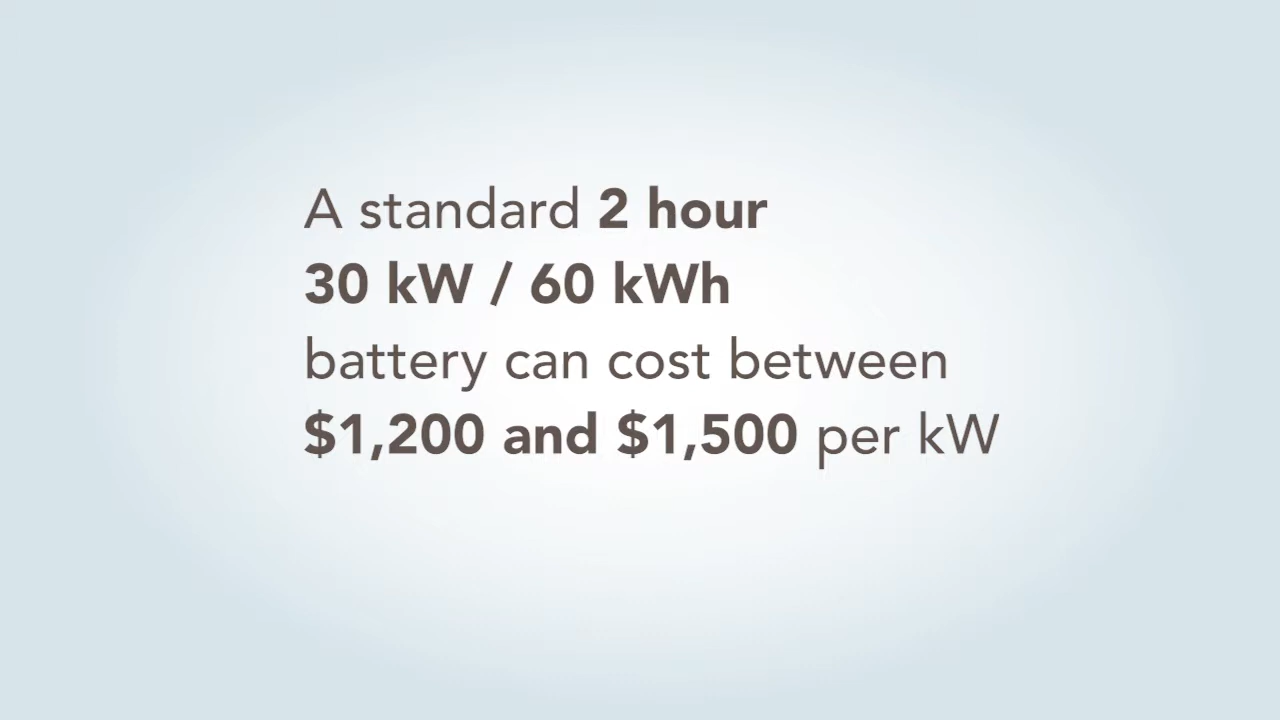 A standard 2 hour
30 kW / 60 kWh
battery can cost between
$1,200 and $1,500 per kW